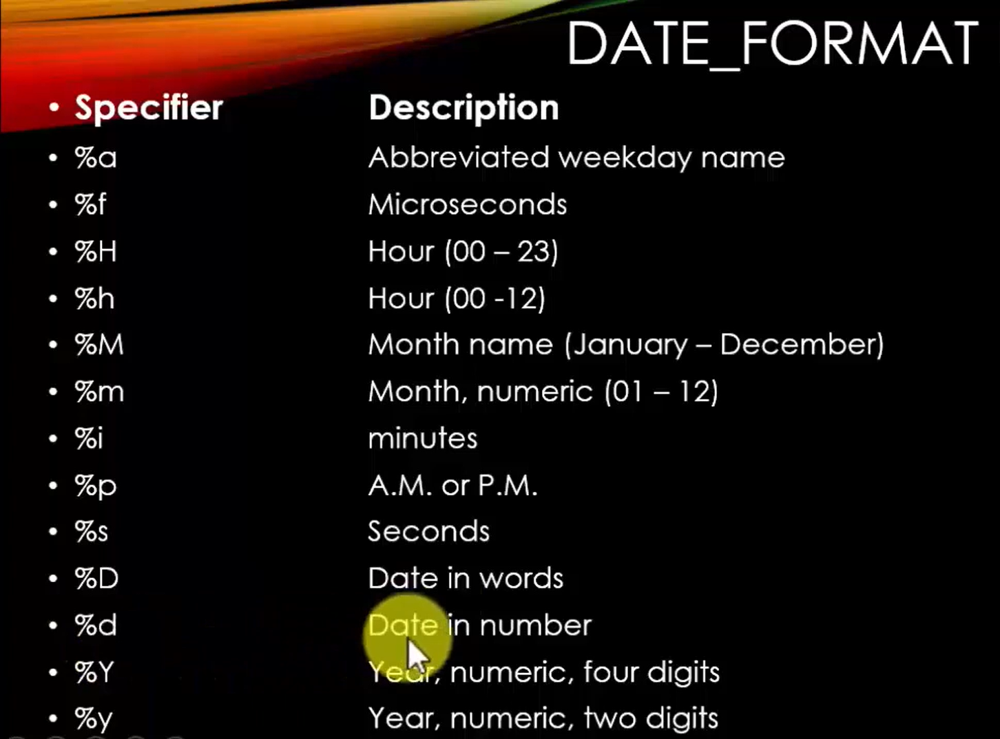 DATE_FORMAT
• Specifier Description
• %a Abbreviated weekday name
• %f Microseconds
• %H Hour (00 – 23)
• %h Hour (00 -12)
• %M Month name (January – December)
• %m Month, numeric (01 – 12)
• %i minutes
• %p A.M. or P.M.
• %s Seconds
• %D Date in words
• %d Date in number
• %Y Year, numeric, four digits
• %y Year, numeric, two digits